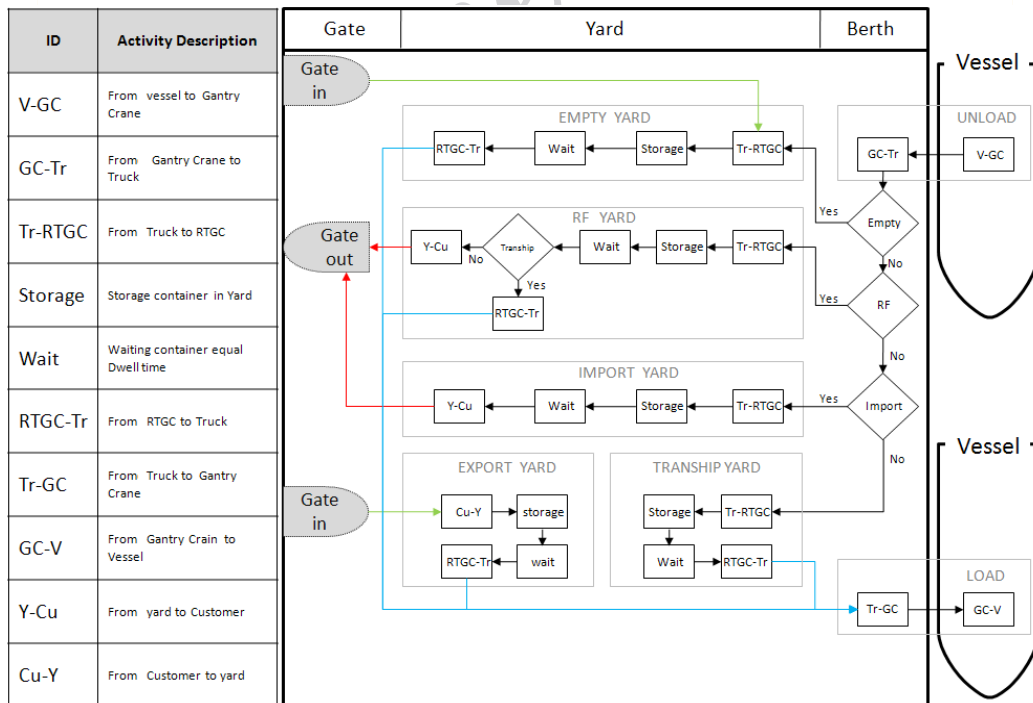 ID
Activity Description
V-GC
From vessel to Gantry
Crane
GC-Tr
From Gantry Crane to
Truck
Tr-RTGC
From Truck to RTGC
Storage
Storage container in Yard
Wait
Waiting container equal
Dwell time
RTGC-Tr
From RTGC to Truck
Tr-GC
From Truck to Gantry
Crane
GC-V
From Gantry Crain to
Vessel
Y-Cu
From yard to Customer
Cu-Y
From Customer to yard
Gate
Yard
Berth
Gate
in
Vessel
EMPTY YARD
RTGC-Tr
Wait
Storage
Tr-RTGC
UNLOAD
GC-Tr
V-GC
Yes
Empty
No
RF YARD
Gate
out
Y-Cu
No
Tranship
Wait
Storage
Tr-RTGC
Yes
RTGC-Tr
Yes
RF
No
IMPORT YARD
Y-Cu
Wait
Storage
Tr-RTGC
Yes
Import
No
Vessel
Gate
in
EXPORT YARD
Cu-Y
storage
RTGC-Tr
wait
TRANSHIP YARD
Storage
Tr-RTGC
Wait
RTGC-Tr
LOAD
Tr-GC
GC-V